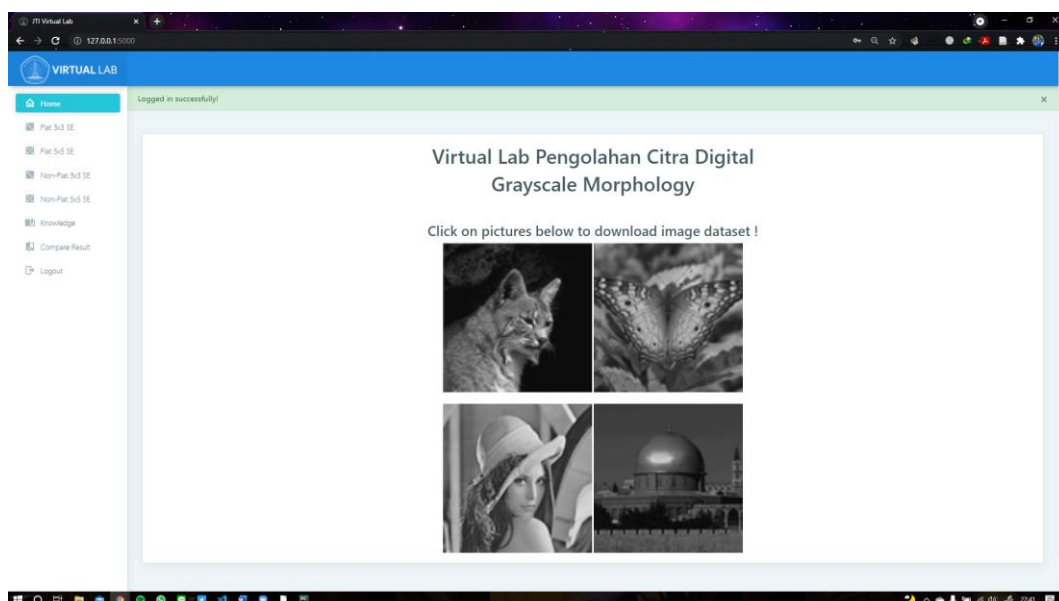 JTI Virtual Lab
127.0.0.1:5000
VIRTUAL LAB
Home
Logged in successfully!
Flat 3x3 SE
Flat 5x5 SE
Non-Flat 3x3 SE
Non-Flat 5x5 SE
Knowledge
Compare Result
Logout
Virtual Lab Pengolahan Citra Digital
Grayscale Morphology
Click on pictures below to download image dataset !
22:41